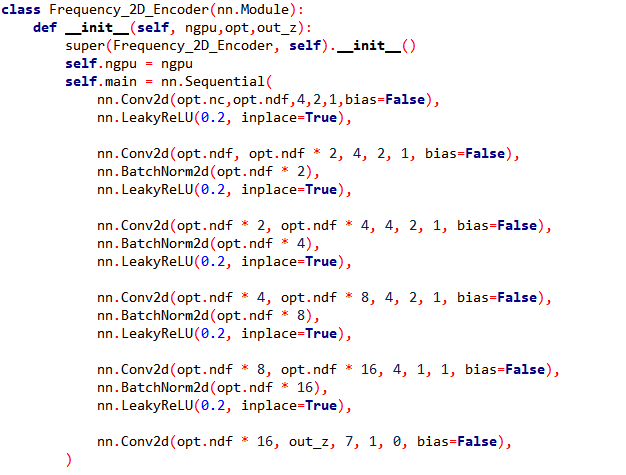 class Frequency_2D_Encoder(nn.Module):
    def __init__(self, ngpu,opt,out_z):
        super(Frequency_2D_Encoder, self).__init__()
        self.ngpu = ngpu
        self.main = nn.Sequential(
            nn.Conv2d(opt.nc,opt.ndf,4,2,1,bias=False),
            nn.LeakyReLU(0.2, inplace=True),

            nn.Conv2d(opt.ndf, opt.ndf * 2, 4, 2, 1, bias=False),
            nn.BatchNorm2d(opt.ndf * 2),
            nn.LeakyReLU(0.2, inplace=True),

            nn.Conv2d(opt.ndf * 2, opt.ndf * 4, 4, 2, 1, bias=False),
            nn.BatchNorm2d(opt.ndf * 4),
            nn.LeakyReLU(0.2, inplace=True),

            nn.Conv2d(opt.ndf * 4, opt.ndf * 8, 4, 2, 1, bias=False),
            nn.BatchNorm2d(opt.ndf * 8),
            nn.LeakyReLU(0.2, inplace=True),

            nn.Conv2d(opt.ndf * 8, opt.ndf * 16, 4, 1, 1, bias=False),
            nn.BatchNorm2d(opt.ndf * 16),
            nn.LeakyReLU(0.2, inplace=True),

            nn.Conv2d(opt.ndf * 16, out_z, 7, 1, 0, bias=False),
        )